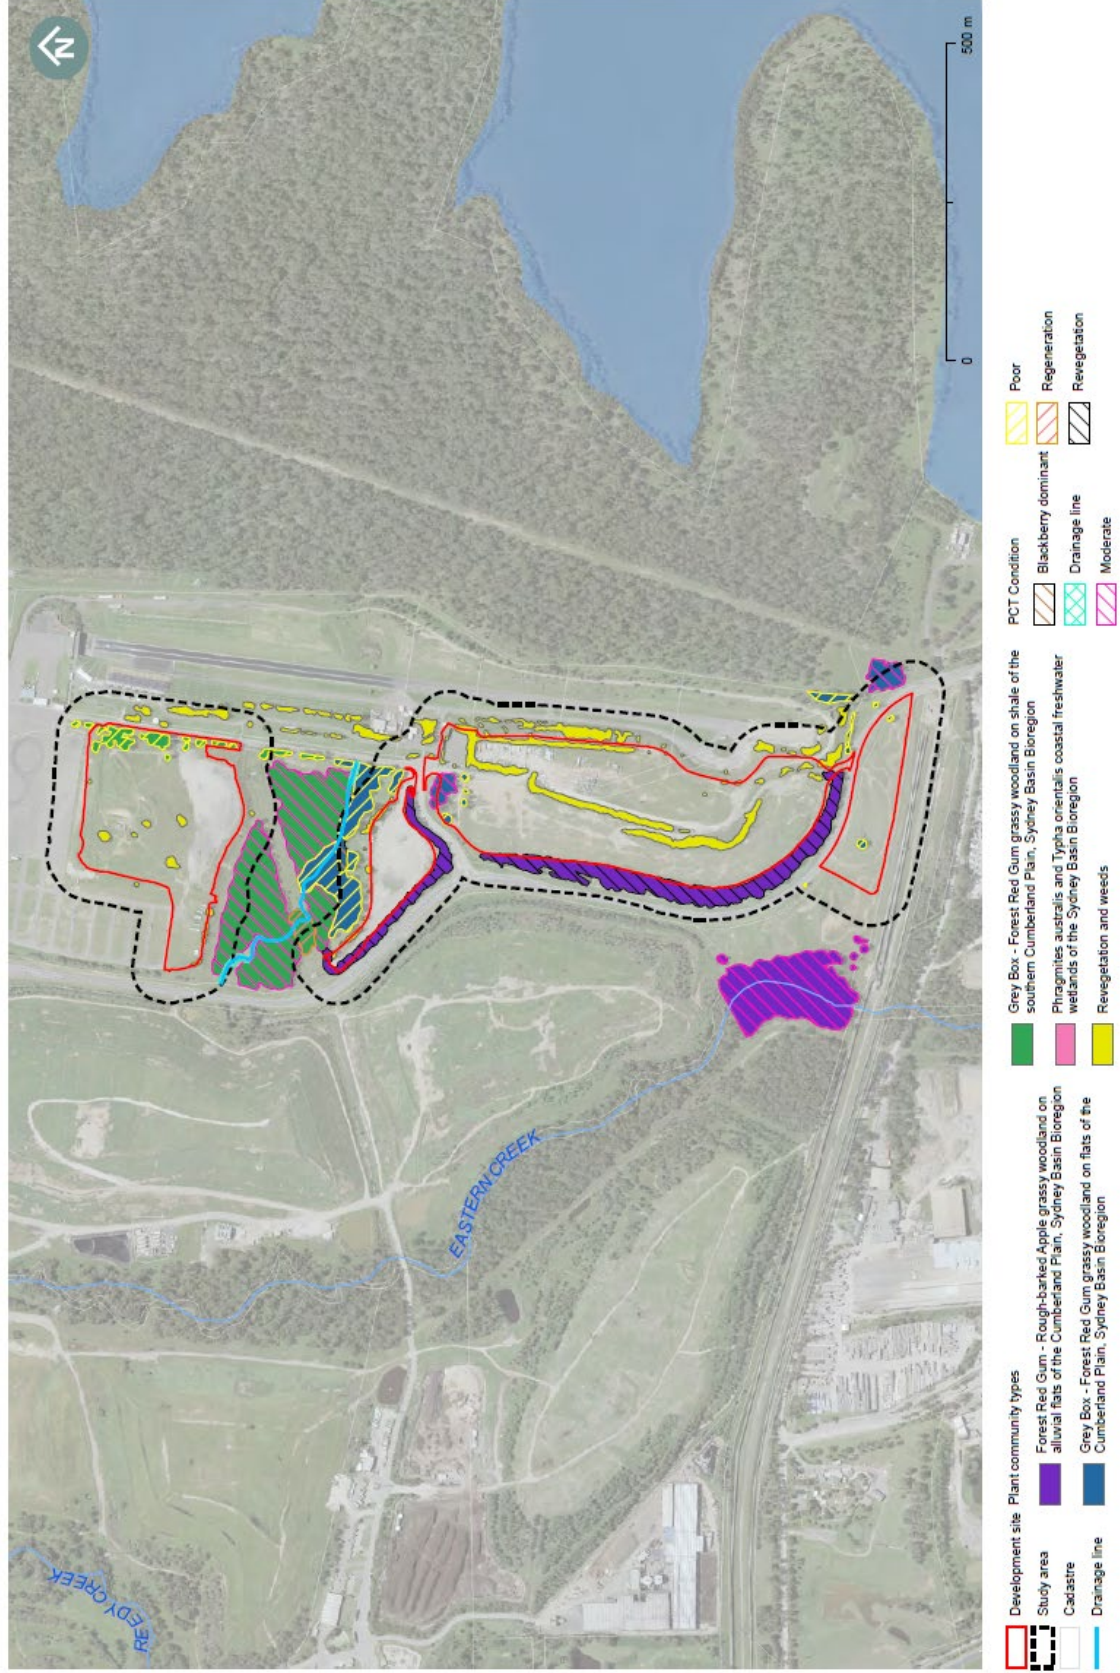 N
REEDY CREEK
EASTERN CREEK
0
500 m
Development site
Study area
Cadastre
Drainage line
Plant community types
Forest Red Gum - Rough-barked Apple grassy woodland on
alluvial flats of the Cumberland Plain, Sydney Basin Bioregion
Grey Box - Forest Red Gum grassy woodland on flats of the
Cumberland Plain, Sydney Basin Bioregion
Grey Box - Forest Red Gum grassy woodland on shale of the
southern Cumberland Plain, Sydney Basin Bioregion
Phragmites australis and Typha orientalis coastal freshwater
wetlands of the Sydney Basin Bioregion
Revegetation and weeds
PCT Condition
Blackberry dominant
Drainage line
Moderate
Poor
Regeneration
Revegetation